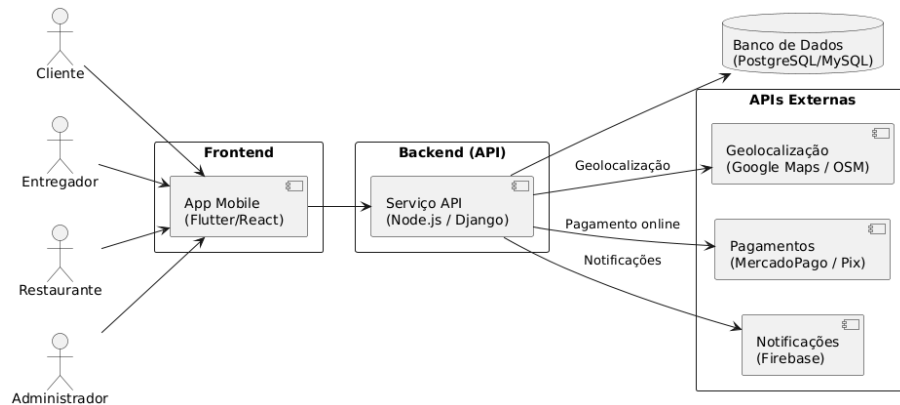 Cliente
Entregador
Restaurante
Administrador
Frontend
App Mobile
(Flutter/React)
Backend (API)
Serviço API
(Node.js / Django)
Geolocalização
Pagamento online
Notificações
Banco de Dados
(PostgreSQL/MySQL)
APIs Externas
Geolocalização
(Google Maps / OSM)
Pagamentos
(MercadoPago / Pix)
Notificações
(Firebase)